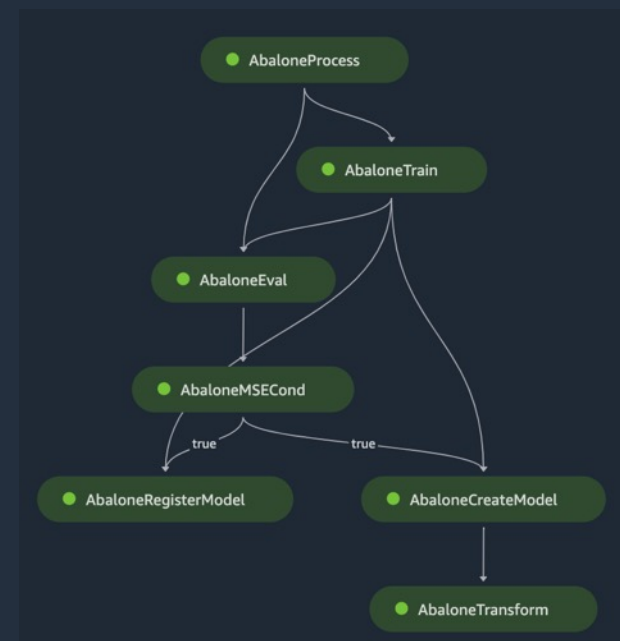 AbaloneProcess
AbaloneTrain
AbaloneEval
AbaloneMSECond
true
true
AbaloneRegisterModel
AbaloneCreateModel
AbaloneTransform